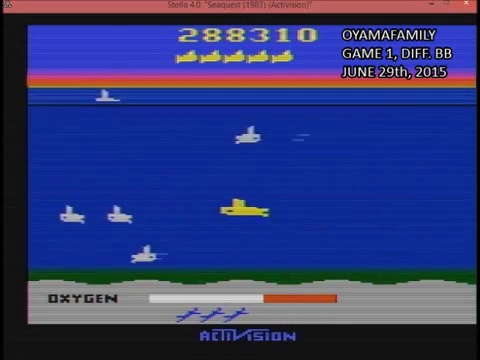 Stella 4.0: "Seaquest (1983) (Activision)"
288310
OYAMAFAMILY
GAME 1, DIFF. BB
JUNE 29th, 2015
OXYGEN
ACTIVISION